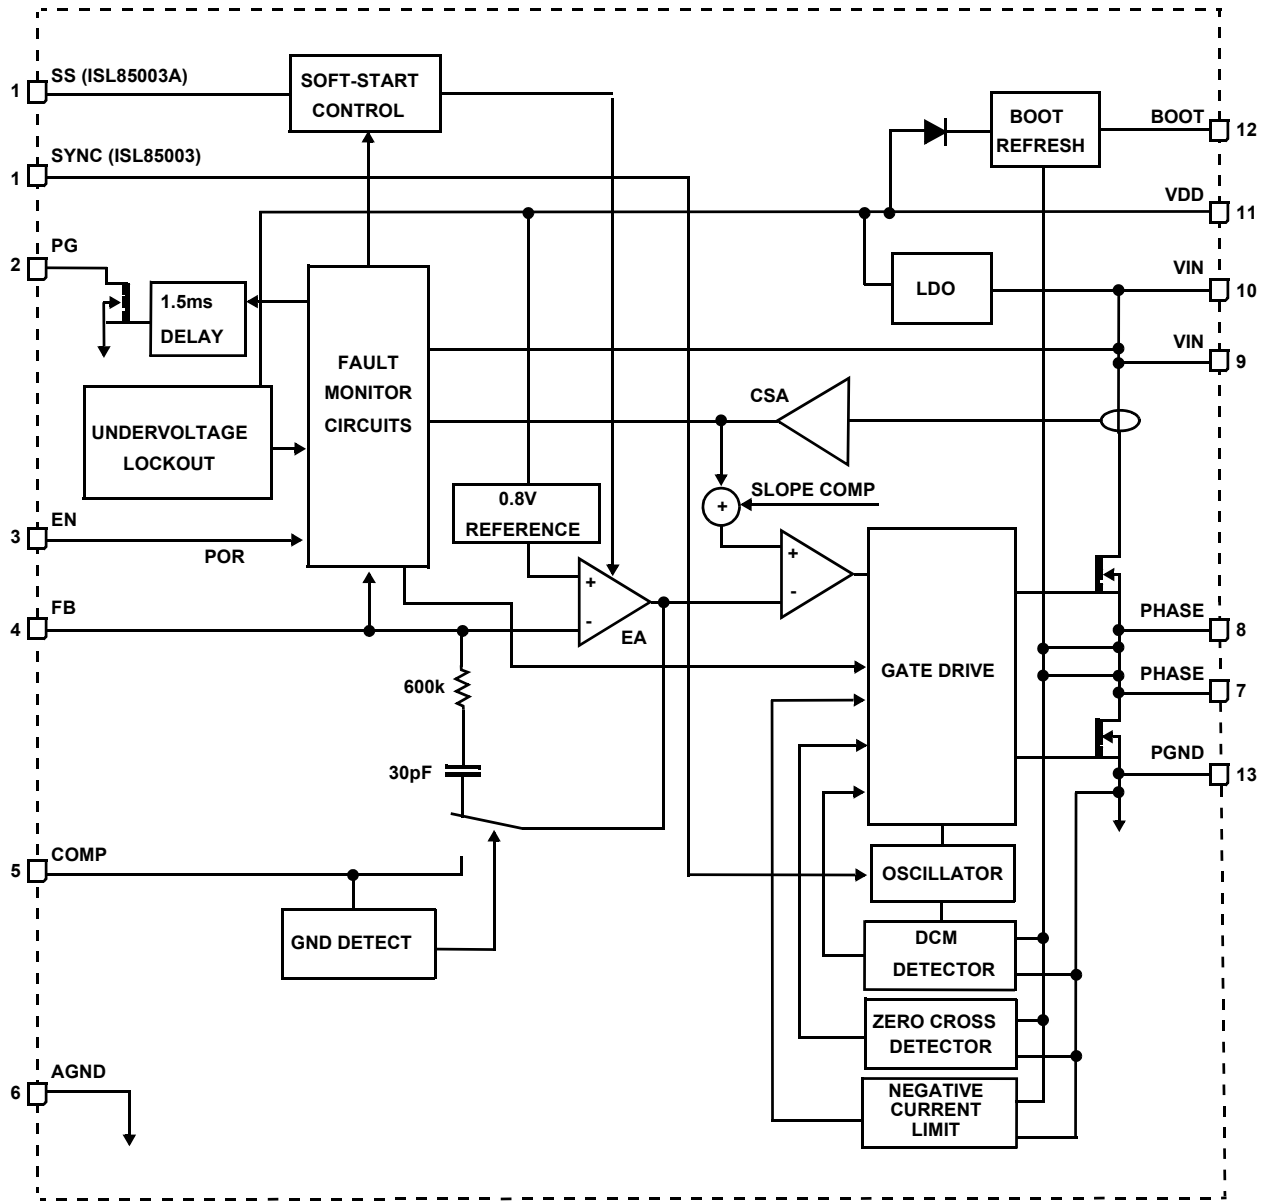 SS (ISL85003A)
1
SOFT-START
CONTROL
SYNC (ISL85003)
1
BOOT
REFRESH
BOOT
12
VDD
11
PG
2
1.5ms
DELAY
LDO
VIN
10
VIN
9
FAULT
MONITOR
CIRCUITS
CSA
UNDERVOLTAGE
LOCKOUT
0.8V
REFERENCE
+
SLOPE COMP
EN
3
POR
+
-
EA
+
-
FB
4
GATE DRIVE
PHASE
8
PHASE
7
PGND
13
600k
30pF
COMP
5
GND DETECT
OSCILLATOR
DCM
DETECTOR
ZERO CROSS
DETECTOR
NEGATIVE
CURRENT
LIMIT
AGND
6